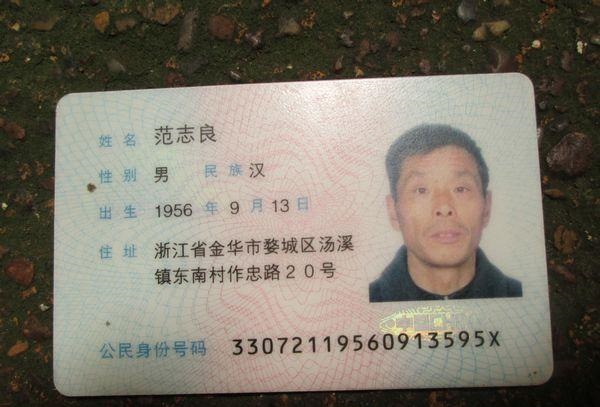 姓名 范志良
性别 男 民族 汉
出生 1956 年 9 月 13 日
住址 浙江省金华市婺城区汤溪
镇东南村作忠路20号
公民身份号码 33072119560913595X